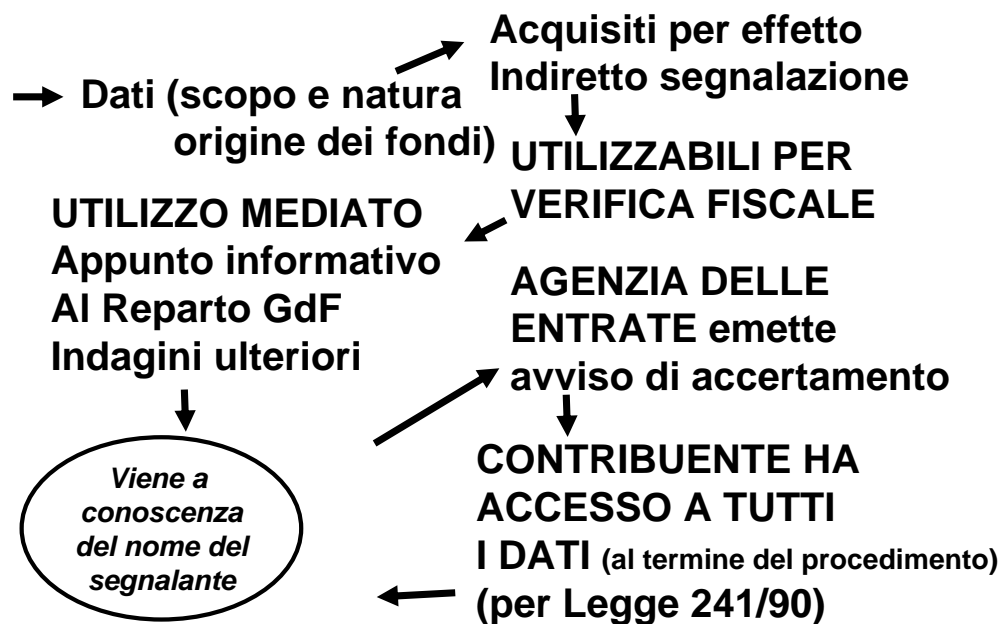 Dati (scopo e natura
origine dei fondi)
Acquisiti per effetto
Indiretto segnalazione
UTILIZZABILI PER
VERIFICA FISCALE
UTILIZZO MEDIATO
Appunto informativo
Al Reparto GdF
Indagini ulteriori
AGENZIA DELLE
ENTRATE emette
avviso di accertamento
CONTRIBUENTE HA
ACCESSO A TUTTI
I DATI (al termine del procedimento)
(per Legge 241/90)
Viene a
conoscenza
del nome del
segnalante